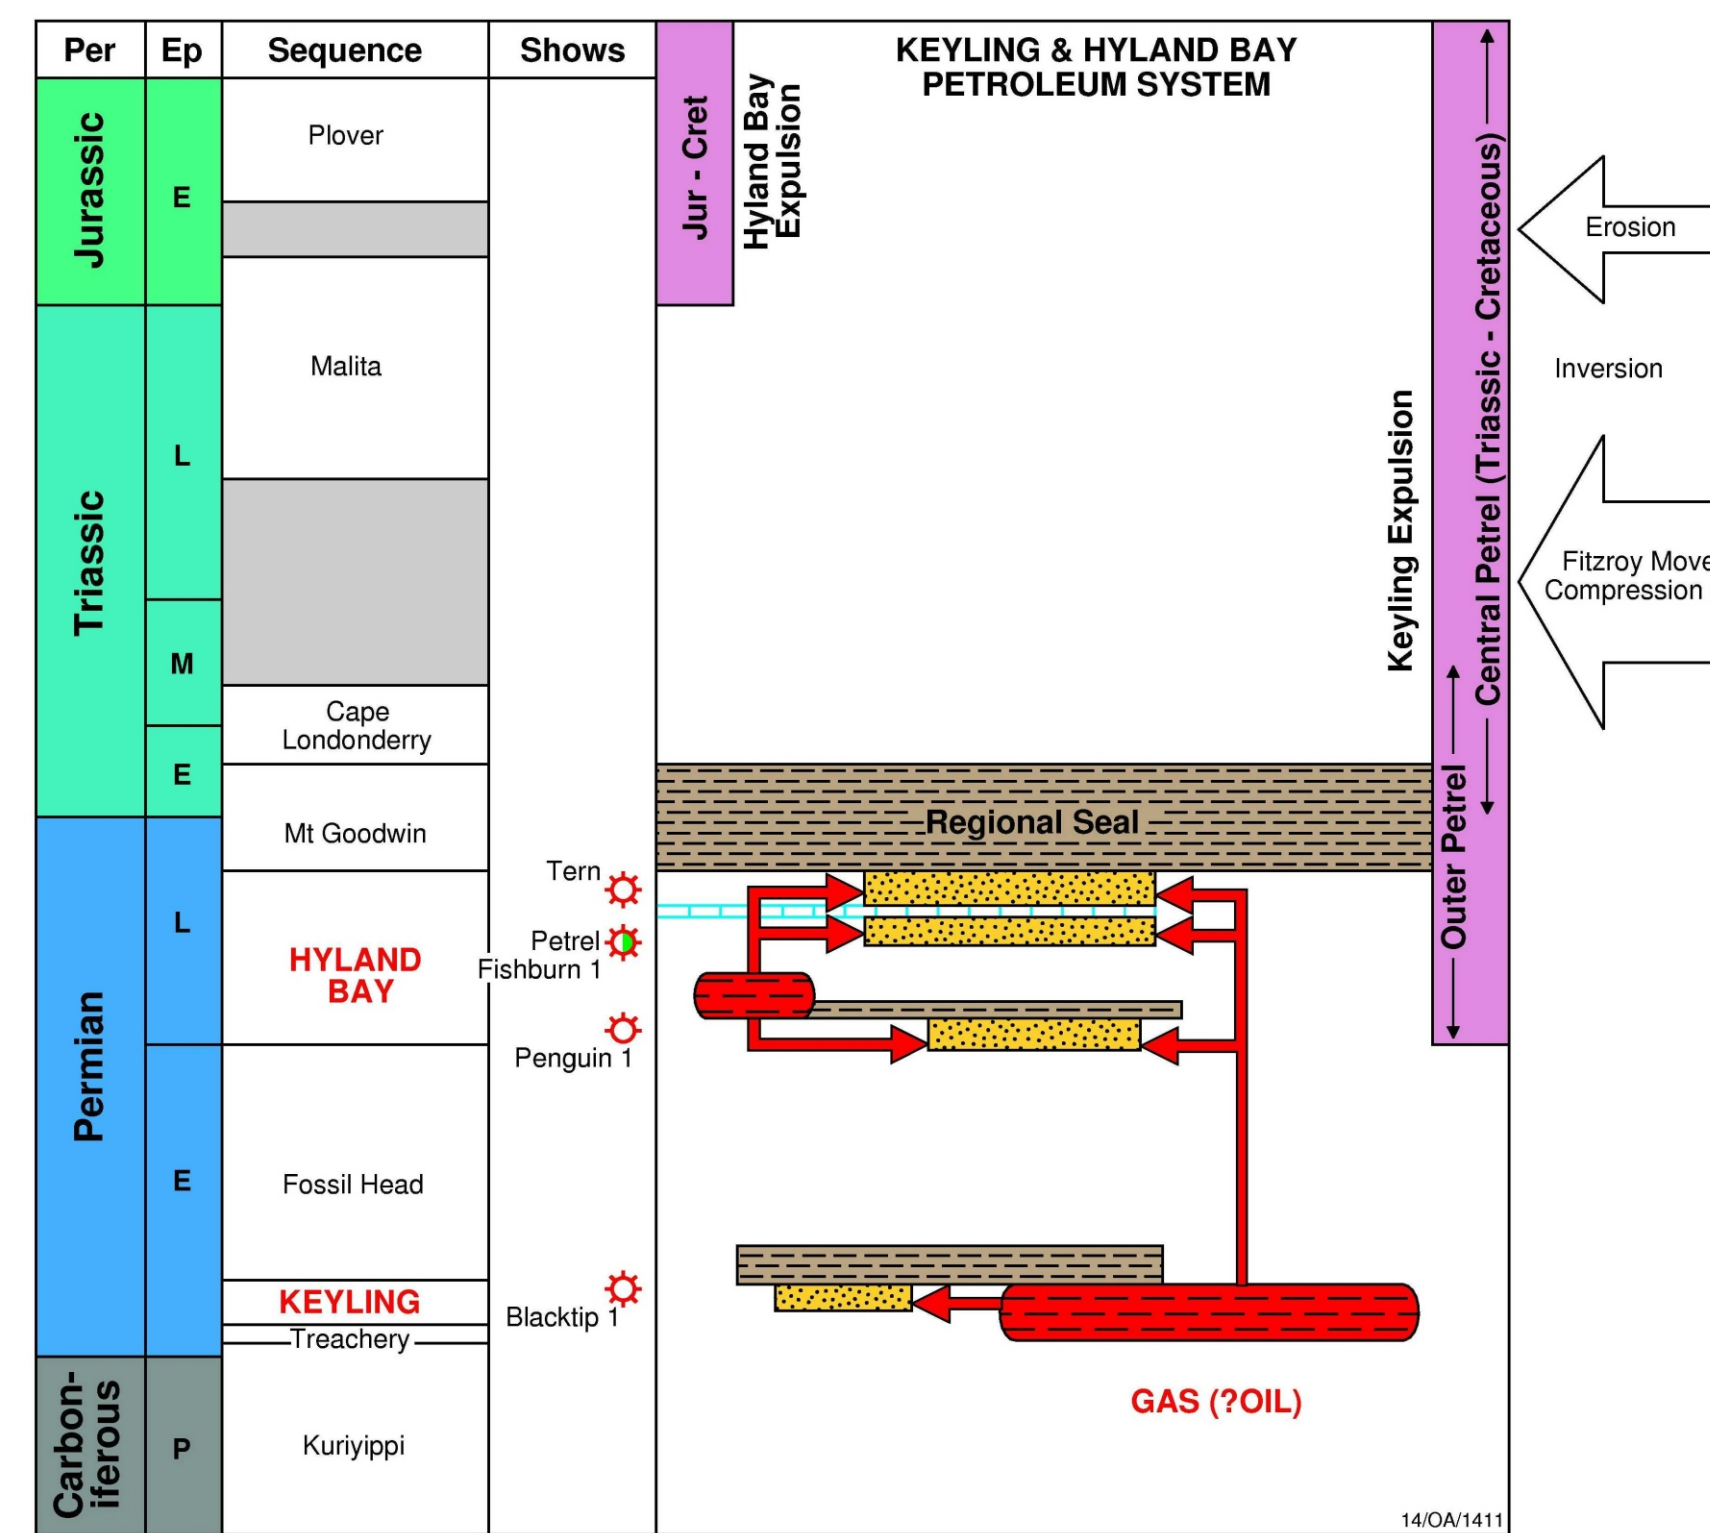 Per
Ep
Sequence
Shows
KEYLING & HYLAND BAY
PETROLEUM SYSTEM
Jurassic
E
Plover
Jur - Cret
Hyland Bay
Expulsion
Triassic
L
Malita
M
Cape
Londonderry
E
Mt Goodwin
Keyling Expulsion
Central Petrel (Triassic - Cretaceous)
Outer Petrel
Erosion
Inversion
Fitzroy Move
Compression
Regional Seal
Permian
L
HYLAND
BAY
Tern
Petrel
Fishburn 1
Penguin 1
E
Fossil Head
KEYLING
Treachery
Blacktip 1
GAS (?OIL)
Carbon-
iferous
P
Kuriyippi
14/OA/1411